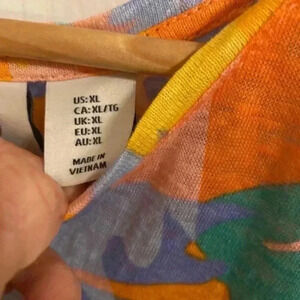 US:XL
CA:XL/TG
UK:XL
EU:XL
AU:XL
MADE IN
VIETNAM